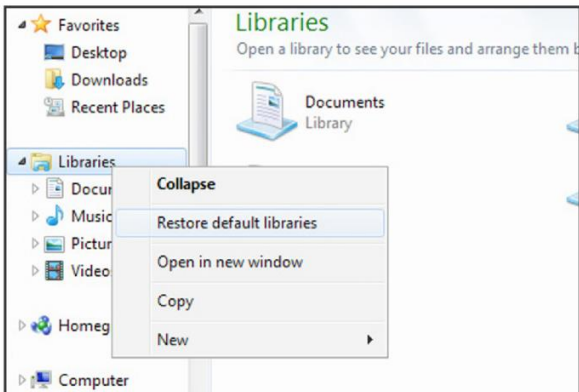 Favorites
Desktop
Downloads
Recent Places
Libraries
Docur
Music
Pictur
Video
Homeg
Computer
Libraries
Open a library to see your files and arrange them b
Documents
Library
Collapse
Restore default libraries
Open in new window
Copy
New